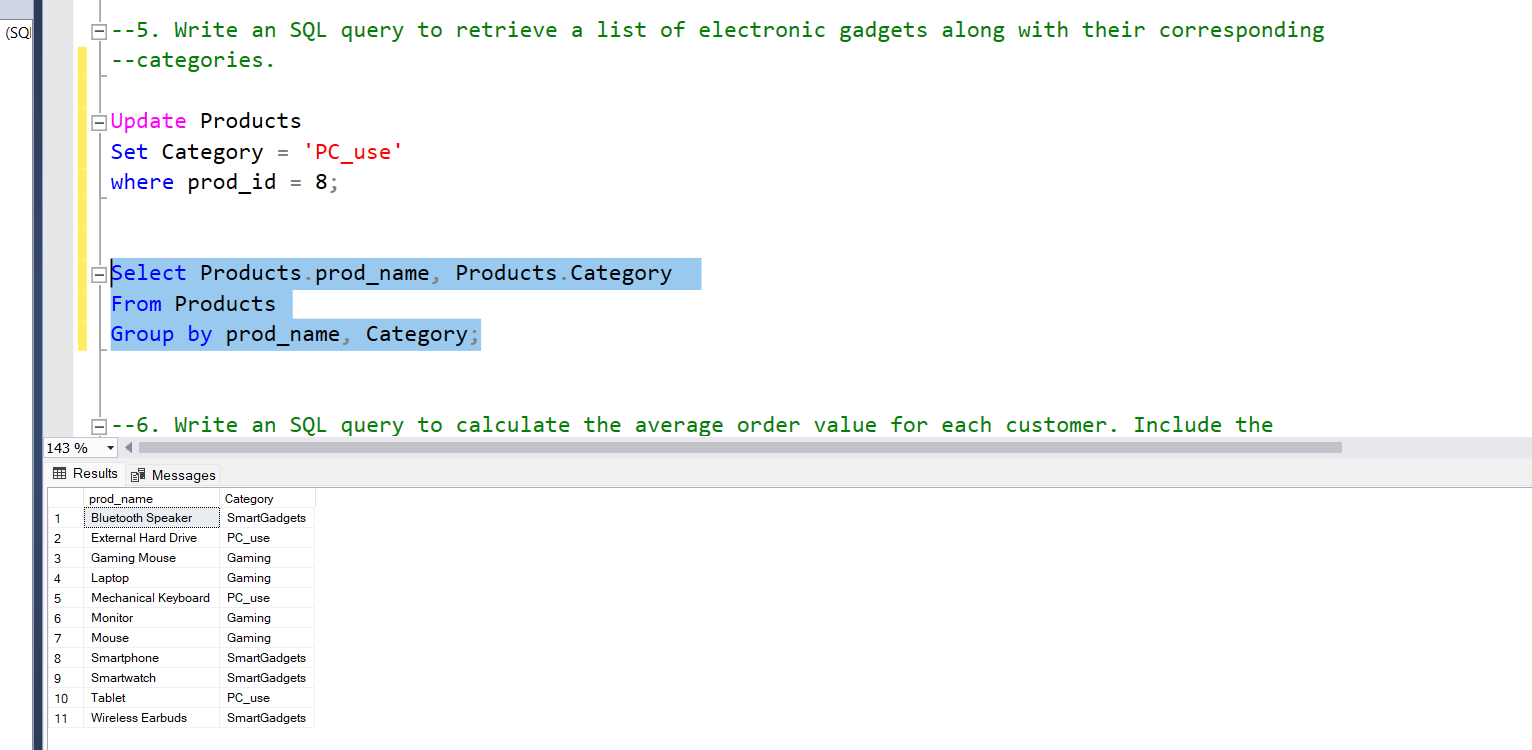 (SQ
--5. Write an SQL query to retrieve a list of electronic gadgets along with their corresponding
--categories.
Update Products
Set Category = 'PC_use'
where prod_id = 8;
Select Products.prod_name, Products.Category
From Products
Group by prod_name, Category;
--6. Write an SQL query to calculate the average order value for each customer. Include the
143 %
Results Messages
prod_name Category
1 Bluetooth Speaker SmartGadgets
2 External Hard Drive PC_use
3 Gaming Mouse Gaming
4 Laptop Gaming
5 Mechanical Keyboard PC_use
6 Monitor Gaming
7 Mouse Gaming
8 Smartphone SmartGadgets
9 Smartwatch SmartGadgets
10 Tablet PC_use
11 Wireless Earbuds SmartGadgets